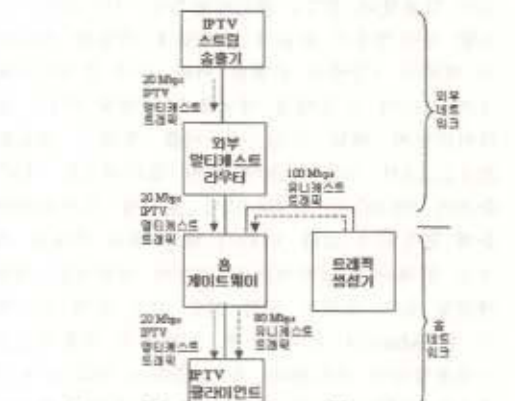 IPTV
스트림
송출기
20 Mbps
IPTV
멀티캐스트
트래픽
외부
네트
워크
외부
멀티캐스트
라우터
100 Mbps
유니캐스트
트래픽
20 Mbps
IPTV
멀티캐스트
트래픽
홈
게이트웨이
트래픽
생성기
20 Mbps
IPTV
멀티캐스트
트래픽
80 Mbps
유니캐스트
트래픽
홈
네트
워크
IPTV
클라이언트